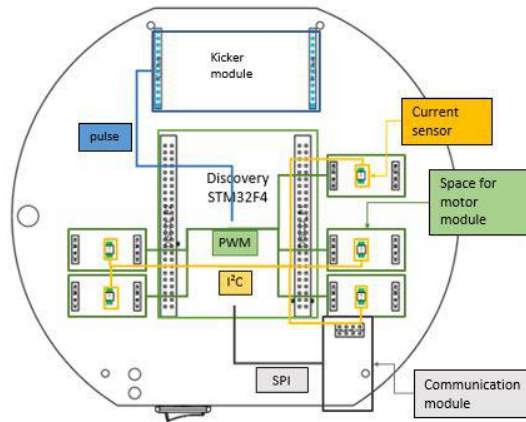 Kicker
module
pulse
Current
sensor
Discovery
STM32F4
Space for
motor
module
PWM
I²C
SPI
Communication
module